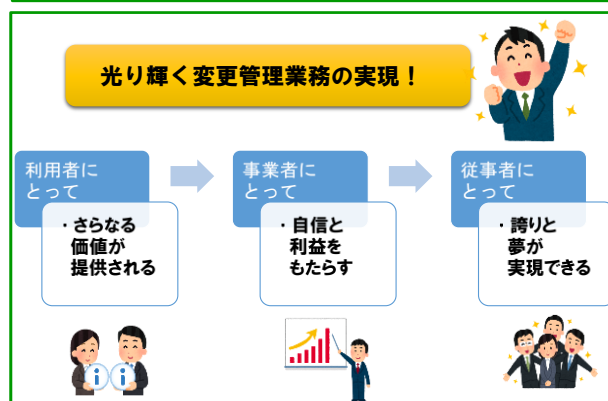 光り輝く変更管理業務の実現！
利用者に
とって
・さらなる
価値が
提供される
事業者に
とって
・自信と
利益を
もたらす
従事者に
とって
・誇りと
夢が
実現できる
i i